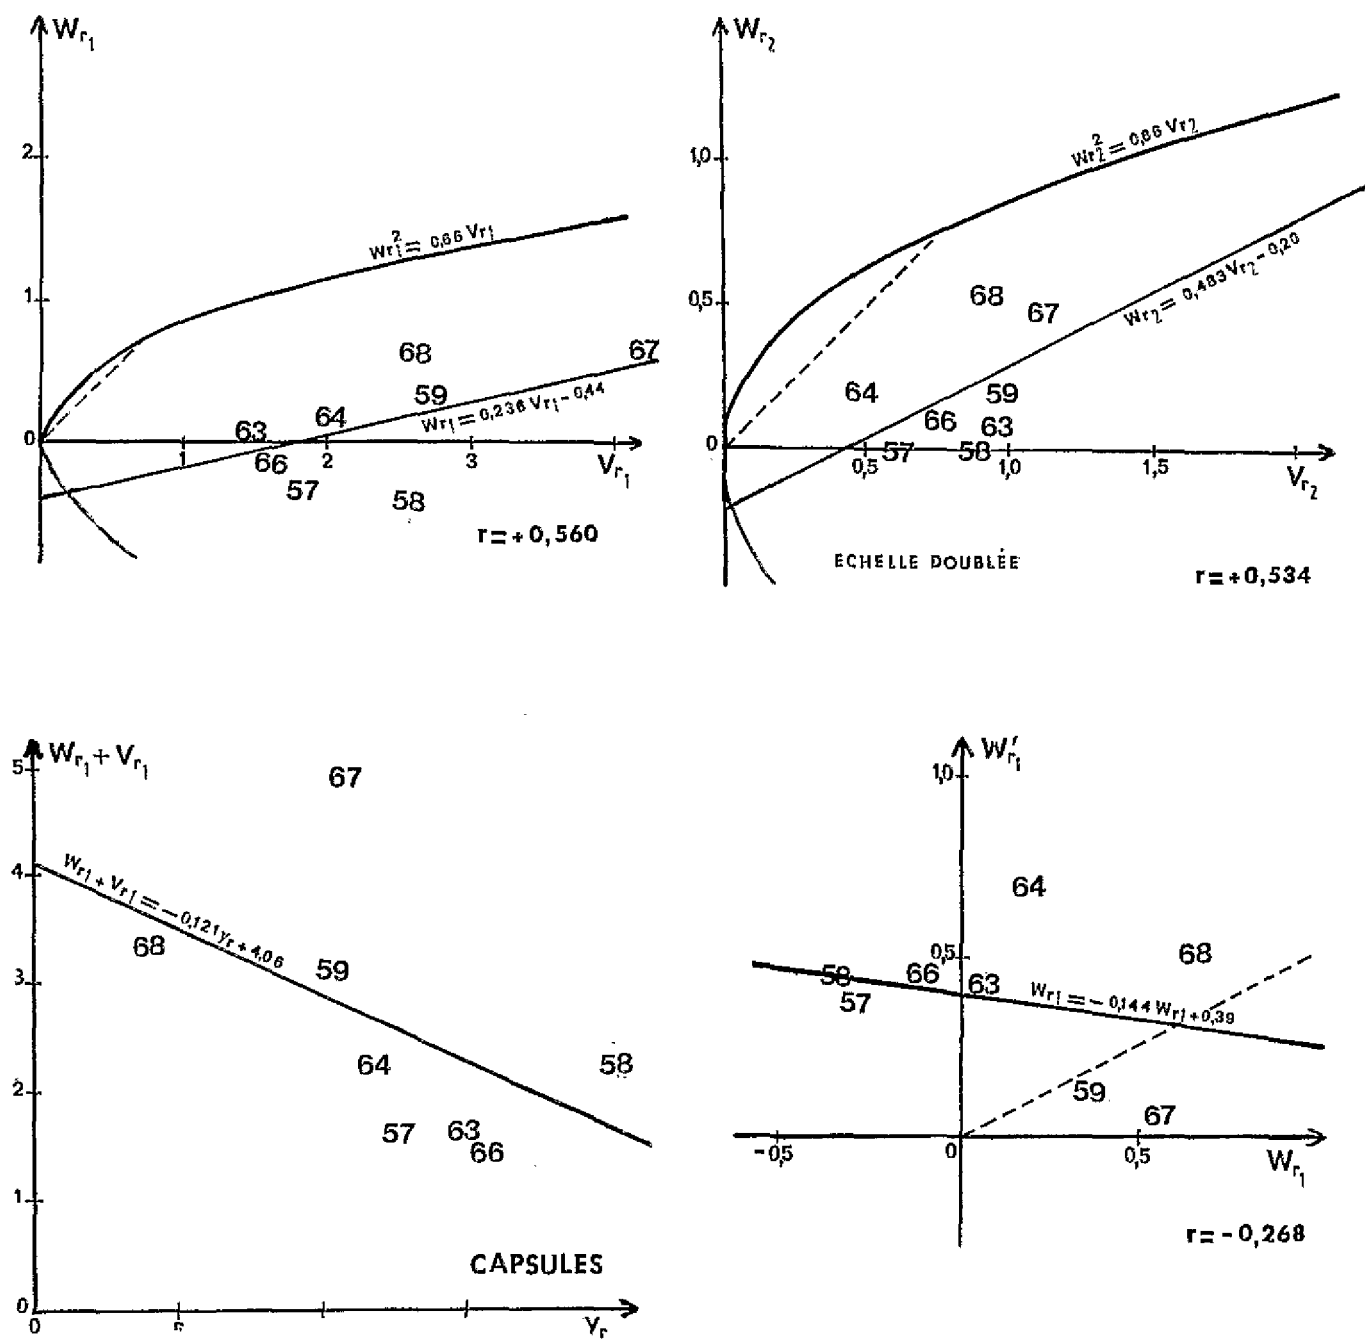 Wr1
2
1
0
1
2
3
Vr1
Wr1² = 0,66 Vr1
68
67
59
64
63
66
57
58
Wr1 = 0,236 Vr1 - 0,44
r = + 0,560
Wr2
1,0
0,5
0
0,5
1,0
1,5
Vr2
Wr2² = 0,66 Vr2
68
67
Wr2 = 0,483 Vr2 - 0,20
64
59
66
63
57
58
ECHELLE DOUBLÉE
r = +0,534
Wr1 + Vr1
5
4
3
2
1
0
0
67
Wr1 + Vr1 = -0,121yr + 4,06
68
59
64
58
57
63
66
CAPSULES
Yr
W'r1
1,0
0,5
64
68
58
66
63
57
Wr1 = -0,144 Wr1 + 0,39
59
67
-0,5
0
0,5
Wr1
r = - 0,268